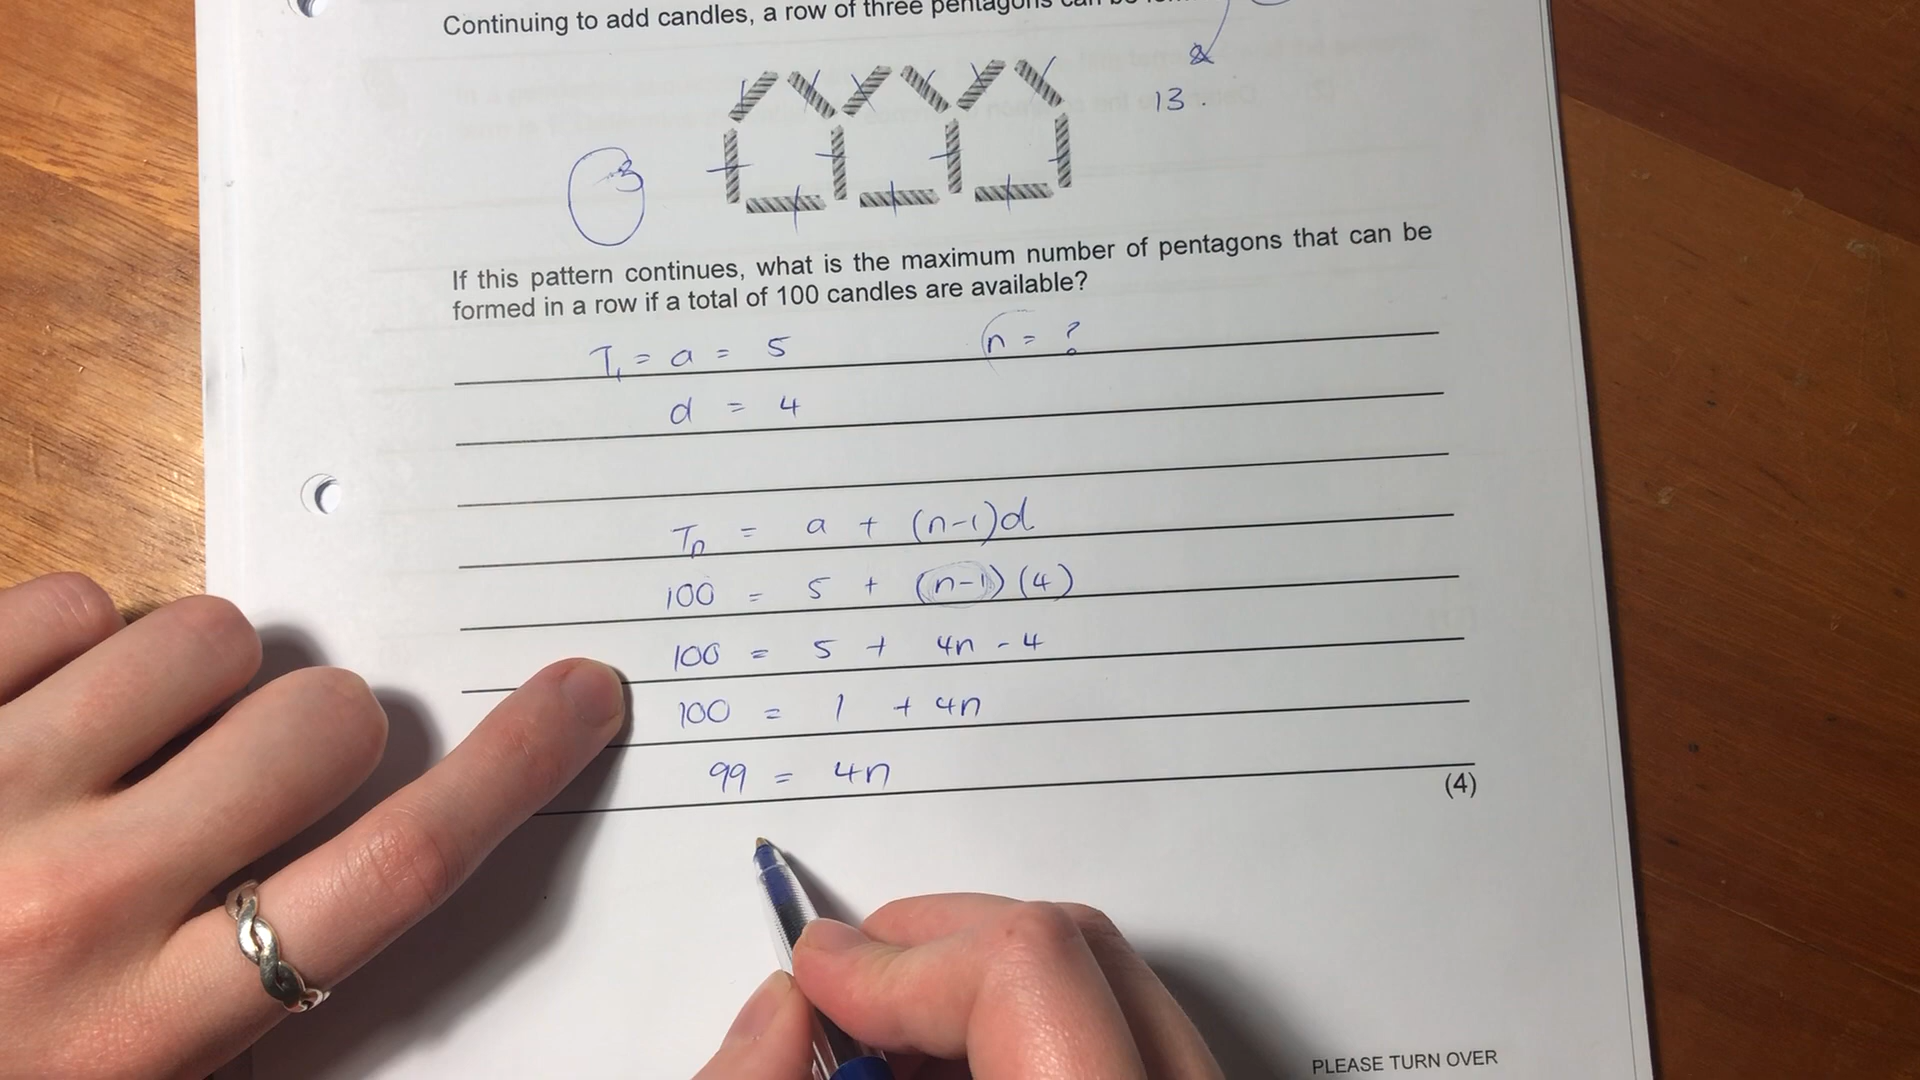 Continuing to add candles, a row of three pentagons can be
13.
3
If this pattern continues, what is the maximum number of pentagons that can be
formed in a row if a total of 100 candles are available?
T₁ = a = 5 n = ?
d = 4
Tₙ = a + (n-1)d
100 = 5 + (n-1)(4)
100 = 5 + 4n - 4
100 = 1 + 4n
99 = 4n
(4)
PLEASE TURN OVER